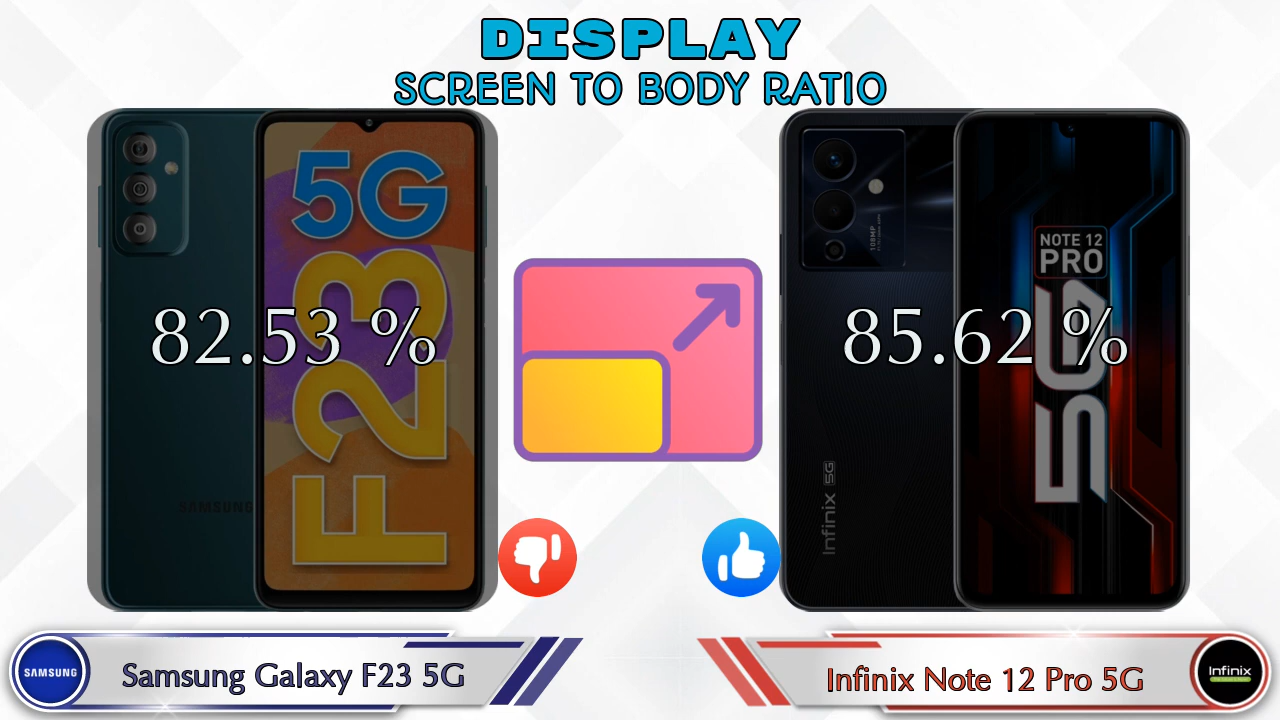 DISPLAY
SCREEN TO BODY RATIO
5G
F23
SAMSUNG
82.53 %
108MP
Infinix 5G
NOTE 12
PRO
5G
85.62 %
SAMSUNG
Samsung Galaxy F23 5G
Infinix Note 12 Pro 5G
Infinix